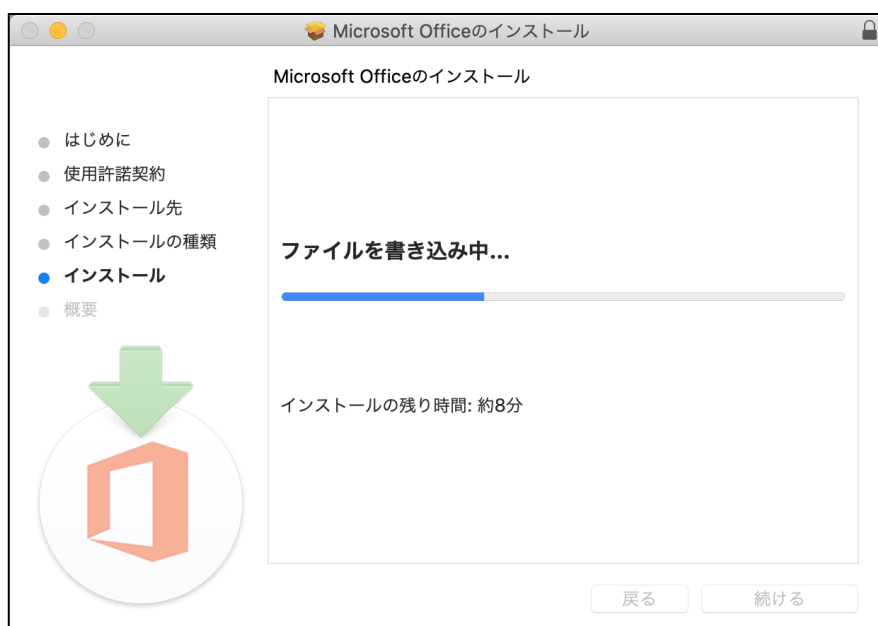 Microsoft Officeのインストール
Microsoft Officeのインストール
はじめに
使用許諾契約
インストール先
インストールの種類
インストール
概要
ファイルを書き込み中...
インストールの残り時間: 約8分
戻る
続ける